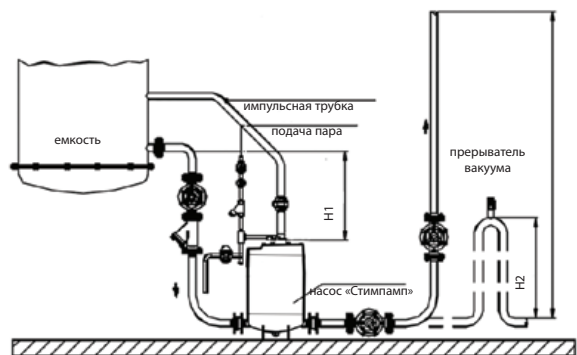 импульсная трубка
подача пара
емкость
прерыватель
вакуума
H1
H2
насос «Стимпамп»